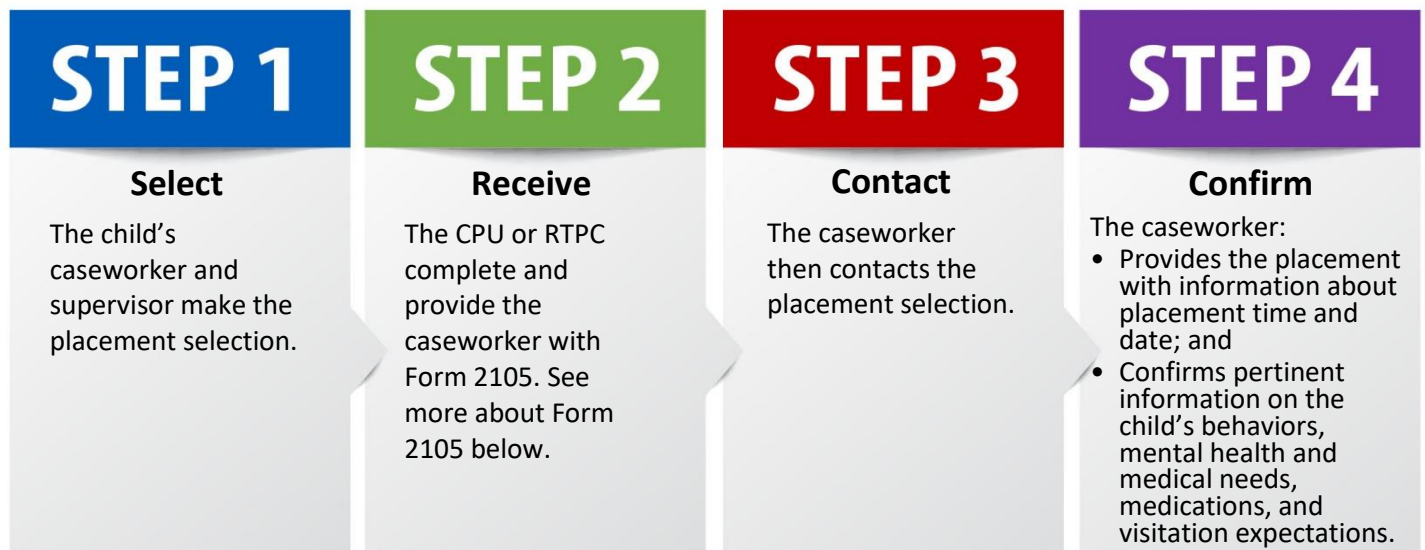 STEP 1
Select
The child’s
caseworker and
supervisor make the
placement selection.
STEP 2
Receive
The CPU or RTPC
complete and
provide the
caseworker with
Form 2105. See
more about Form
2105 below.
STEP 3
Contact
The caseworker
then contacts the
placement selection.
STEP 4
Confirm
The caseworker:
• Provides the placement
with information about
placement time and
date; and
• Confirms pertinent
information on the
child’s behaviors,
mental health and
medical needs,
medications, and
visitation expectations.